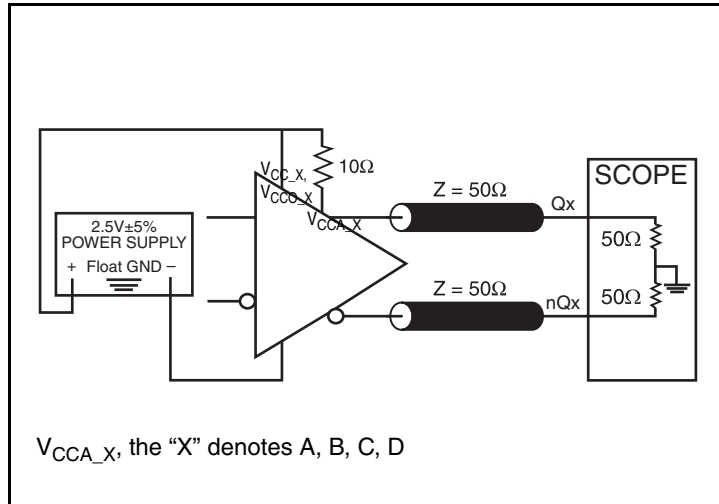 V_CC_X,
V_CCO_X
V_CCA_X
10Ω
2.5V±5%
POWER SUPPLY
+ Float GND –
Z = 50Ω
Qx
Z = 50Ω
nQx
SCOPE
50Ω
50Ω
V_CCA_X, the “X” denotes A, B, C, D